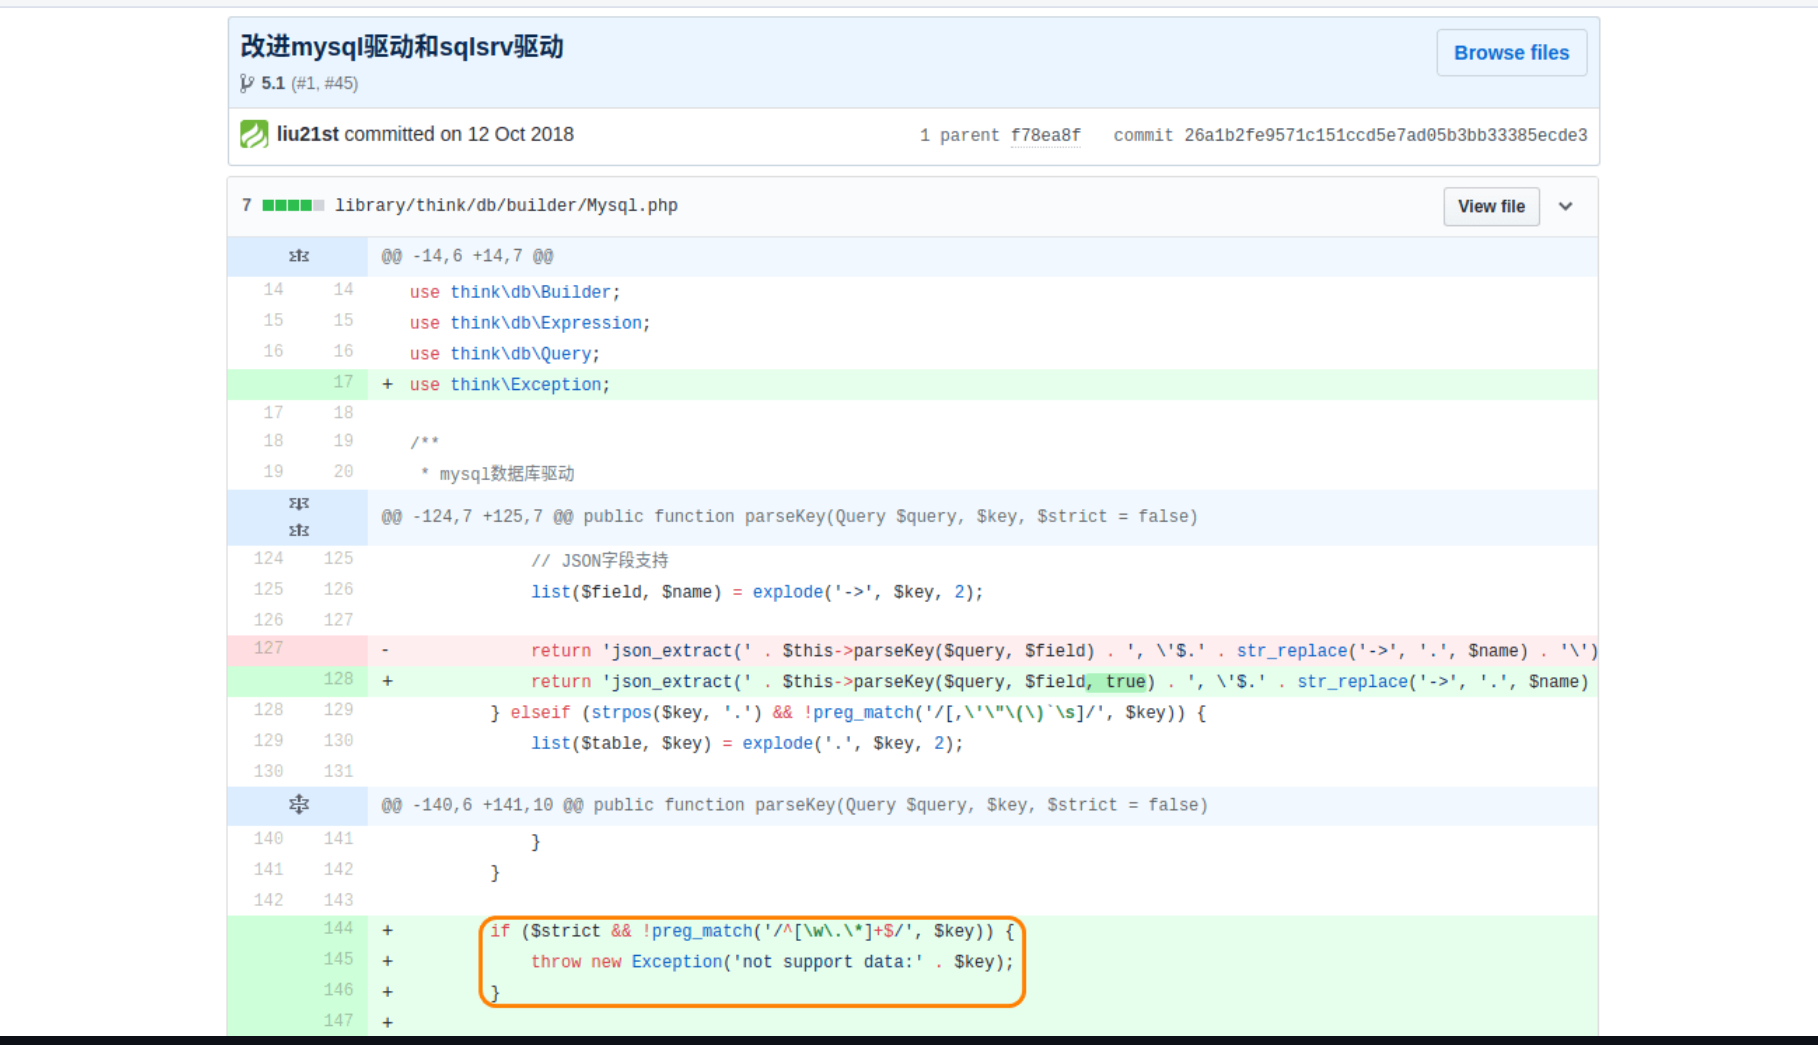 改进mysql驱动和sqlsrv驱动
Browse files
5.1 (#1, #45)
liu21st committed on 12 Oct 2018
1 parent f78ea8f commit 26a1b2fe9571c151ccd5e7ad05b3bb33385ecde3
7 library/think/db/builder/Mysql.php
View file
@@ -14,6 +14,7 @@
14 14 use think\db\Builder;
15 15 use think\db\Expression;
16 16 use think\db\Query;
17 + use think\Exception;
17 18
18 19 /**
19 20 * mysql数据库驱动
@@ -124,7 +125,7 @@ public function parseKey(Query $query, $key, $strict = false)
124 125 // JSON字段支持
125 126 list($field, $name) = explode('->', $key, 2);
126 127
127 - return 'json_extract(' . $this->parseKey($query, $field) . ', \'$.' . str_replace('->', '.', $name) . '\')
128 + return 'json_extract(' . $this->parseKey($query, $field, true) . ', \'$.' . str_replace('->', '.', $name)
128 129 } elseif (strpos($key, '.') && !preg_match('/[,\'\"\(\)`\s]/', $key)) {
129 130 list($table, $key) = explode('.', $key, 2);
130 131
@@ -140,6 +141,10 @@ public function parseKey(Query $query, $key, $strict = false)
140 141 }
141 142 }
142 143
144 + if ($strict && !preg_match('/^[\w\.\*]+$/', $key)) {
145 + throw new Exception('not support data:' . $key);
146 + }
147 +